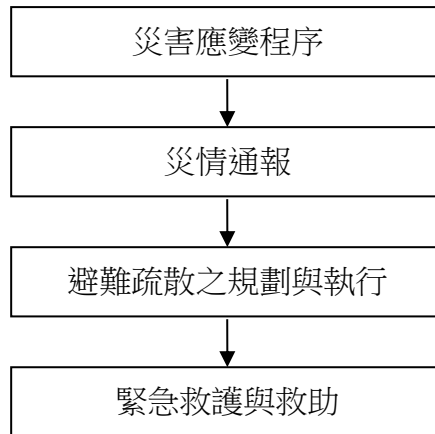 災害應變程序
災情通報
避難疏散之規劃與執行
緊急救護與救助